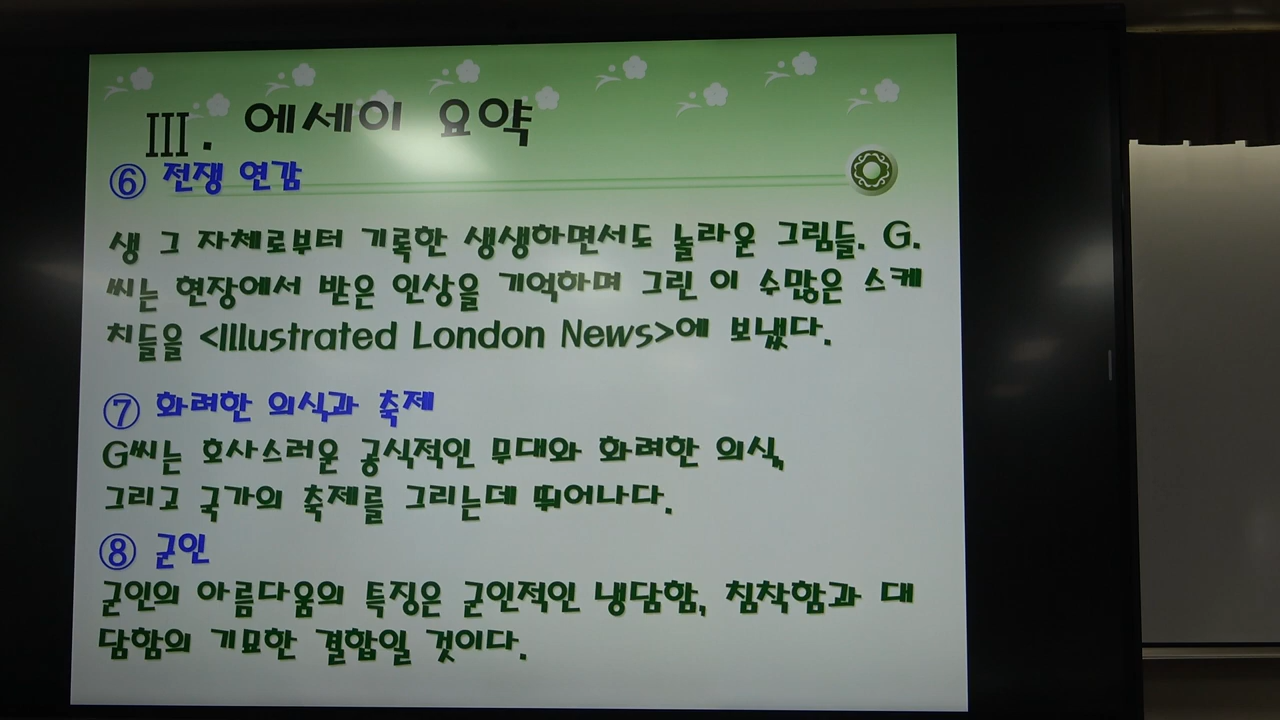 III. 에세이 요약
⑥ 전쟁 연감
생 그 자체로부터 기록한 생생하면서도 놀라운 그림들. G.
씨는 현장에서 받은 인상을 기억하며 그린 이 수많은 스케
치들을 <Illustrated London News>에 보냈다.
⑦ 화려한 의식과 축제
G씨는 호사스러운 공식적인 무대와 화려한 의식,
그리고 국가의 축제를 그리는데 뛰어나다.
⑧ 군인
군인의 아름다움의 특징은 군인적인 냉담함, 침착함과 대
담함의 기묘한 결합일 것이다.